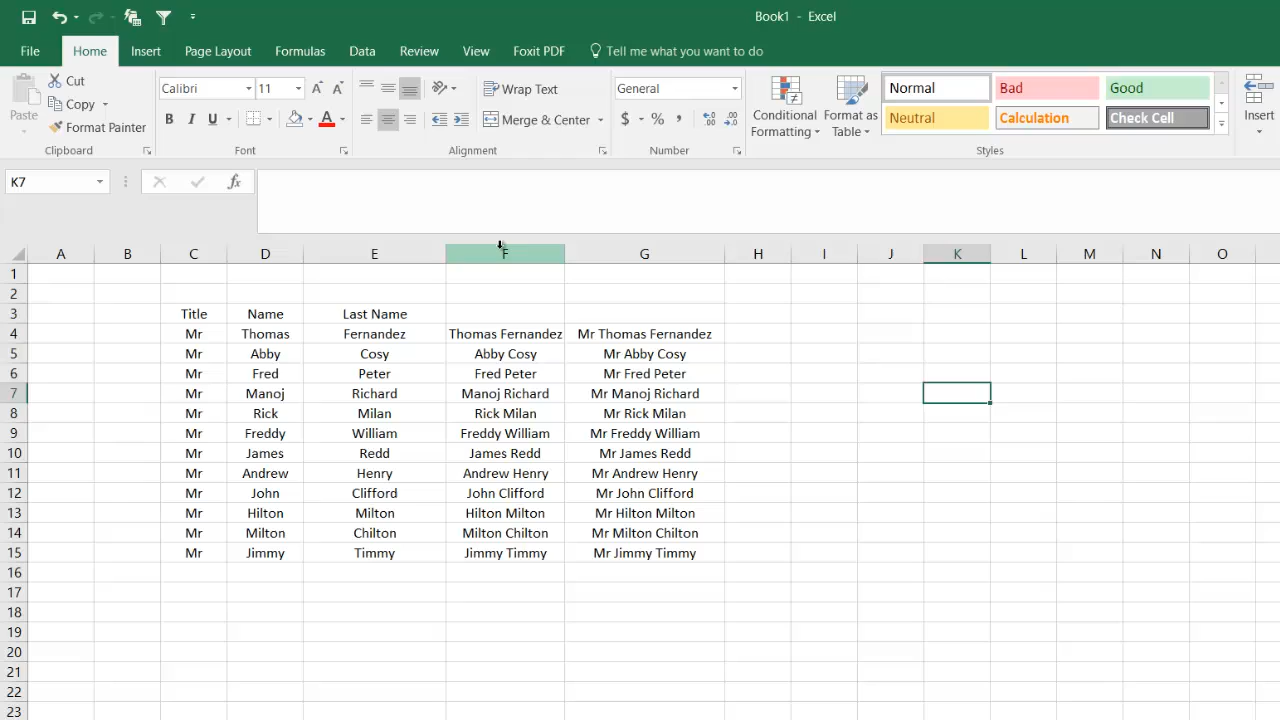 Book1 - Excel
File Home Insert Page Layout Formulas Data Review View Foxit PDF Tell me what you want to do
Cut
Copy
Format Painter
Paste
Clipboard
Calibri 11
B I U
Font
Wrap Text
Merge & Center
Alignment
General
$ % ,
Number
Conditional Formatting
Format as Table
Normal Bad Good
Neutral Calculation Check Cell
Styles
Insert
K7 fx
A B C D E F G H I J K L M N O
1
2
3 Title Name Last Name
4 Mr Thomas Fernandez Thomas Fernandez Mr Thomas Fernandez
5 Mr Abby Cosy Abby Cosy Mr Abby Cosy
6 Mr Fred Peter Fred Peter Mr Fred Peter
7 Mr Manoj Richard Manoj Richard Mr Manoj Richard
8 Mr Rick Milan Rick Milan Mr Rick Milan
9 Mr Freddy William Freddy William Mr Freddy William
10 Mr James Redd James Redd Mr James Redd
11 Mr Andrew Henry Andrew Henry Mr Andrew Henry
12 Mr John Clifford John Clifford Mr John Clifford
13 Mr Hilton Milton Hilton Milton Mr Hilton Milton
14 Mr Milton Chilton Milton Chilton Mr Milton Chilton
15 Mr Jimmy Timmy Jimmy Timmy Mr Jimmy Timmy
16
17
18
19
20
21
22
23